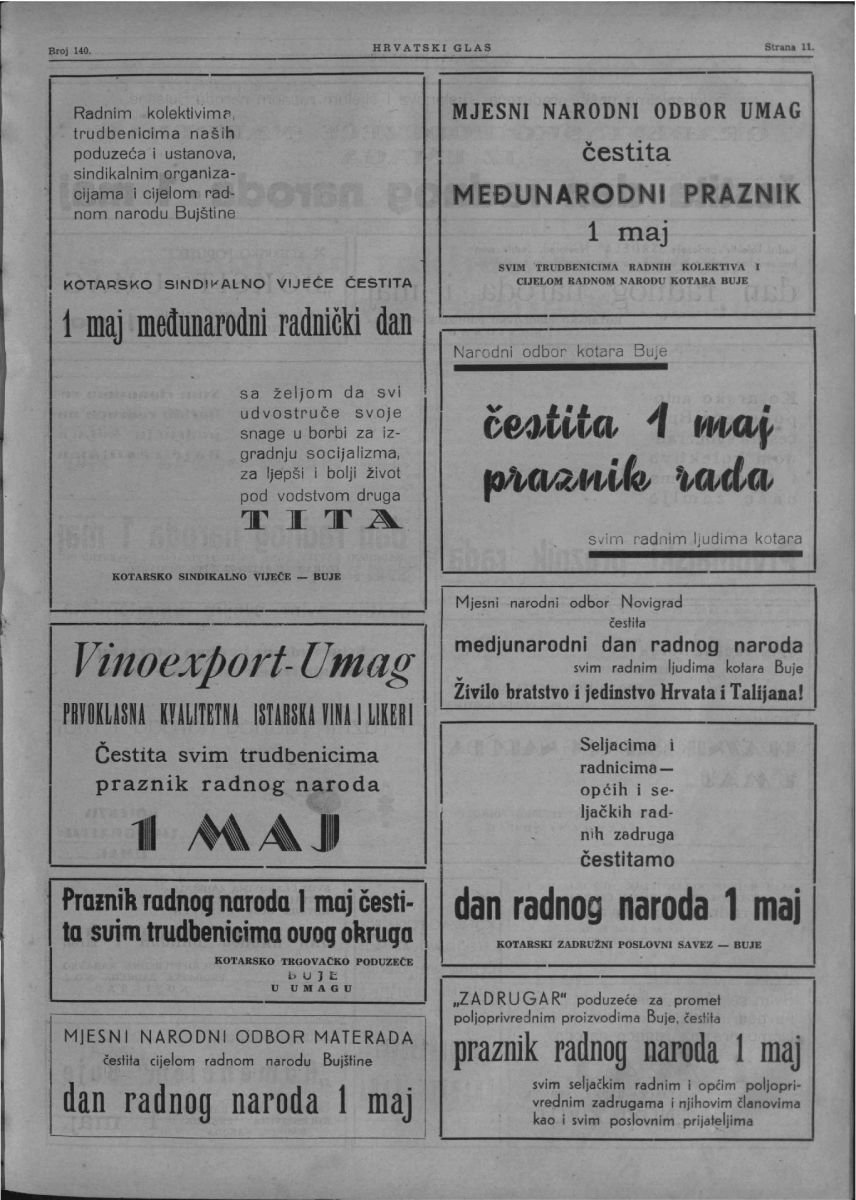 Broj 140.
HRVATSKI GLAS
Strana 11.
Radnim kolektivima,
trudbenicima naših
poduzeća i ustanova,
sindikalnim organiza-
cijama i cijelom rad-
nom narodu Bujštine
KOTARSKO SINDIKALNO VIJEĆE ČESTITA
1 maj međunarodni radnički dan
sa željom da svi
udvostruče svoje
snage u borbi za iz-
gradnju socijalizma,
za ljepši i bolji život
pod vodstvom druga
TITA
KOTARSKO SINDIKALNO VIJEČE — BUJE
Vinoexport-Umag
PRVOKLASNA KVALITETNA ISTARSKA VINA I LIKERI
Čestita svim trudbenicima
praznik radnog naroda
1 MAJ
Praznik radnog naroda 1 maj česti-
ta svim trudbenicima ovog okruga
KOTARSKO TRGOVAČKO PODUZEĆE
BUJE
U UMAGU
MJESNI NARODNI ODBOR MATERADA
čestita cijelom radnom narodu Bujštine
dan radnog naroda 1 maj
MJESNI NARODNI ODBOR UMAG
čestita
MEĐUNARODNI PRAZNIK
1 maj
SVIM TRUDBENICIMA RADNIH KOLEKTIVA I
CIJELOM RADNOM NARODU KOTARA BUJE
Narodni odbor kotara Buje
čestita 1 maj
praznik rada
svim radnim ljudima kotara
Mjesni narodni odbor Novigrad
čestita
medjunarodni dan radnog naroda
svim radnim ljudima kotara Buje
Živilo bratstvo i jedinstvo Hrvata i Talijana!
Seljacima i
radnicima—
općih i se-
ljačkih rad-
nih zadruga
čestitamo
dan radnog naroda 1 maj
KOTARSKI ZADRUŽNI POSLOVNI SAVEZ — BUJE
„ZADRUGAR" poduzeće za promet
poljoprivrednim proizvodima Buje, čestita
praznik radnog naroda 1 maj
svim seljačkim radnim i općim poljopri-
vrednim zadrugama i njihovim članovima
kao i svim poslovnim prijateljima